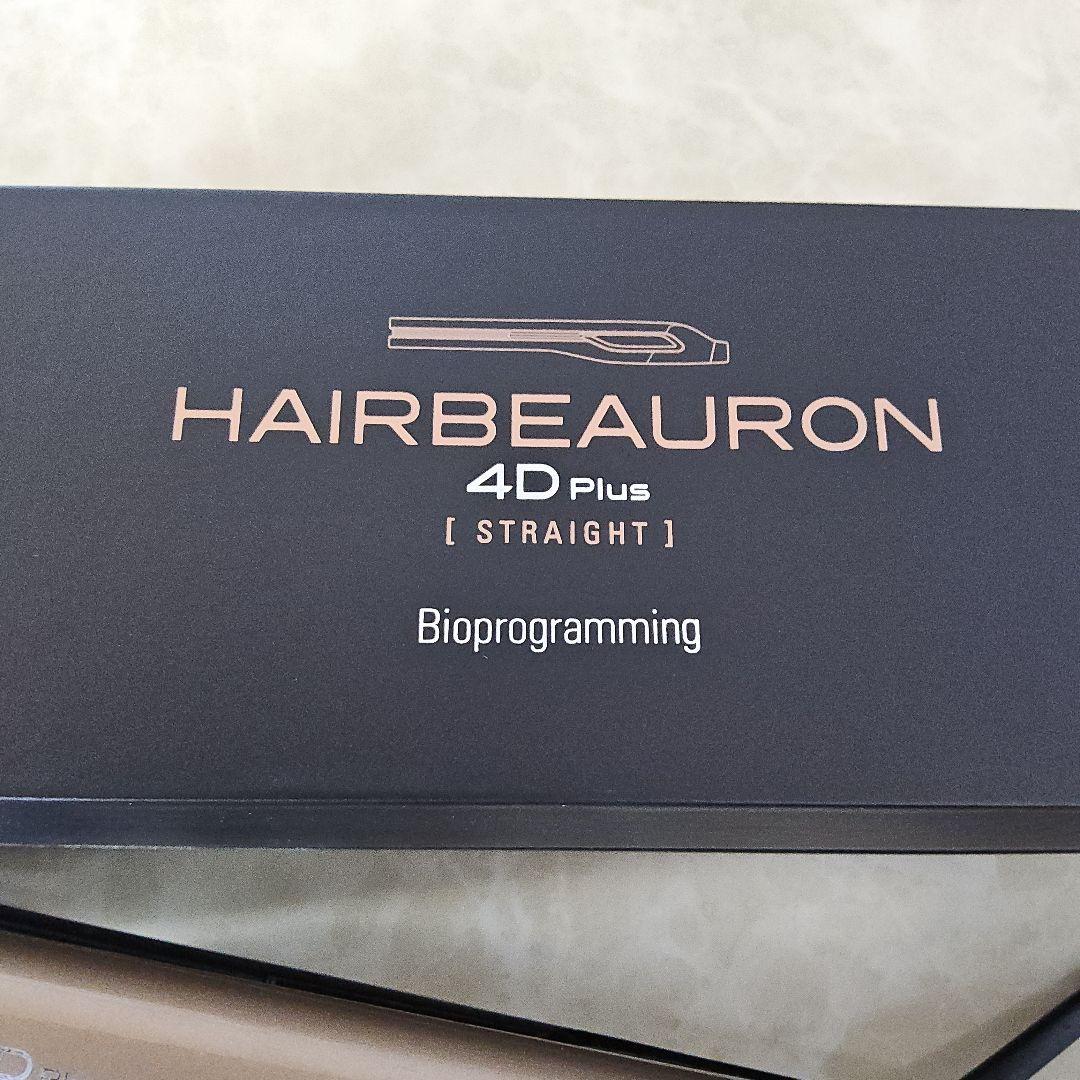 HAIRBEAURON
4D Plus
[ STRAIGHT ]
Bioprogramming